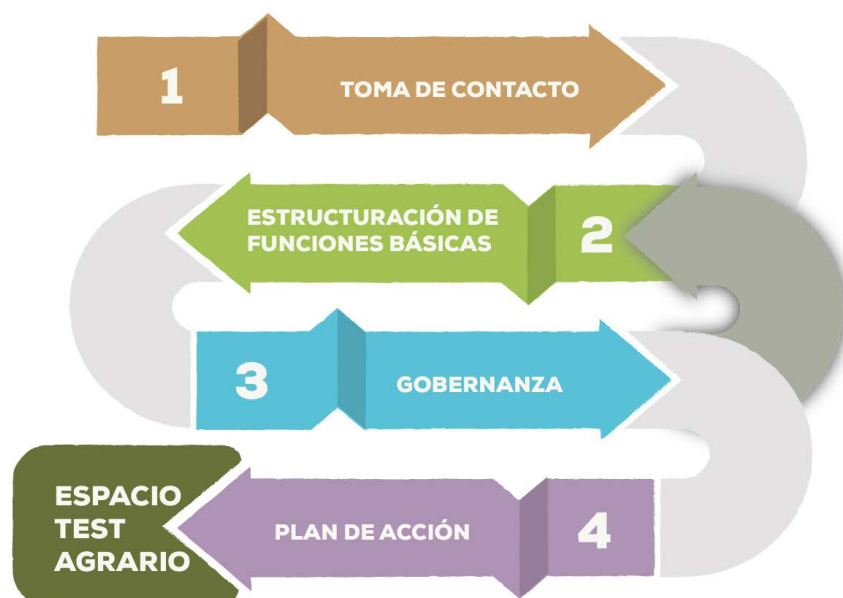 1
TOMA DE CONTACTO
ESTRUCTURACIÓN DE
FUNCIONES BÁSICAS
2
3
GOBERNANZA
ESPACIO
TEST
AGRARIO
PLAN DE ACCIÓN
4